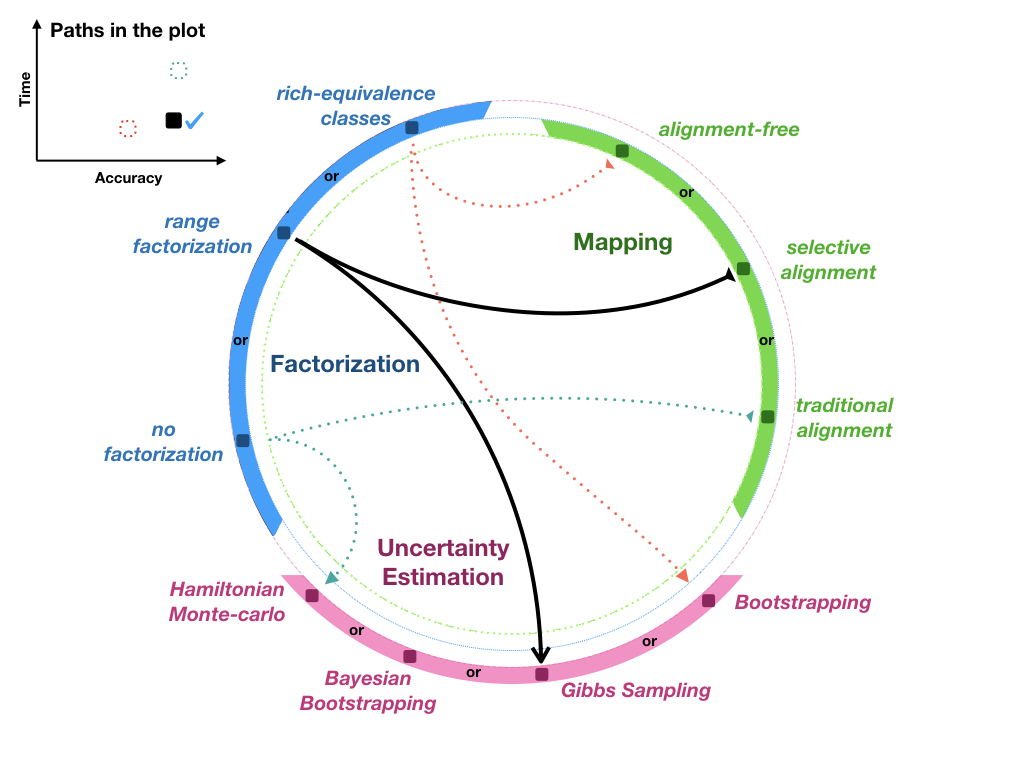 Paths in the plot
Time
Accuracy
rich-equivalence
classes
or
range
factorization
or
Factorization
no
factorization
alignment-free
or
Mapping
selective
alignment
or
traditional
alignment
Uncertainty
Estimation
Hamiltonian
Monte-carlo
or
Bayesian
Bootstrapping
or
Gibbs Sampling
or
Bootstrapping